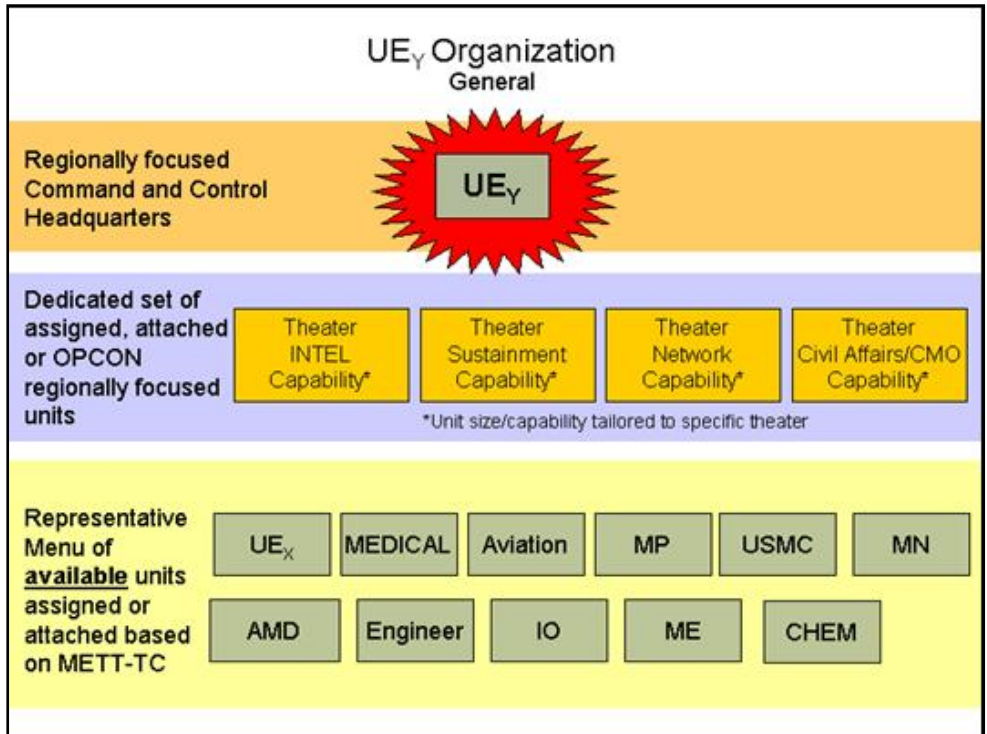 UEY Organization
General
Regionally focused
Command and Control
Headquarters
UEY
Dedicated set of
assigned, attached
or OPCON
regionally focused
units
Theater
INTEL
Capability*
Theater
Sustainment
Capability*
Theater
Network
Capability*
Theater
Civil Affairs/CMO
Capability*
*Unit size/capability tailored to specific theater
Representative
Menu of
available units
assigned or
attached based
on METT-TC
UEX
MEDICAL
Aviation
MP
USMC
MN
AMD
Engineer
IO
ME
CHEM